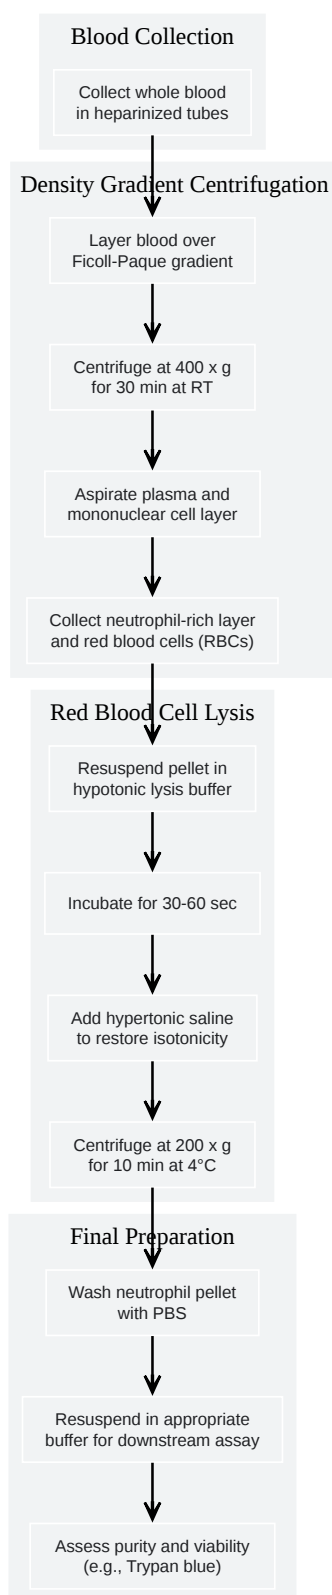 Blood Collection
Collect whole blood
in heparinized tubes
Density Gradient Centrifugation
Layer blood over
Ficoll-Paque gradient
Centrifuge at 400 x g
for 30 min at RT
Aspirate plasma and
mononuclear cell layer
Collect neutrophil-rich layer
and red blood cells (RBCs)
Red Blood Cell Lysis
Resuspend pellet in
hypotonic lysis buffer
Incubate for 30-60 sec
Add hypertonic saline
to restore isotonicity
Centrifuge at 200 x g
for 10 min at 4°C
Final Preparation
Wash neutrophil pellet
with PBS
Resuspend in appropriate
buffer for downstream assay
Assess purity and viability
(e.g., Trypan blue)